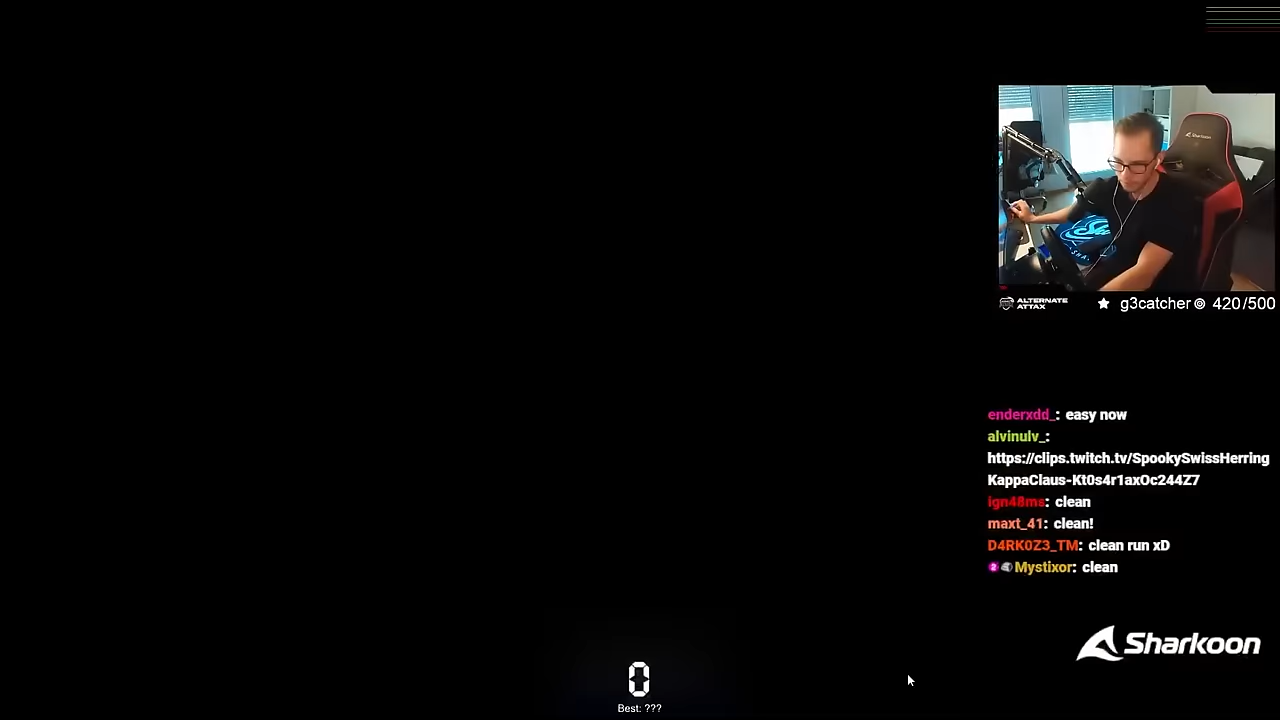 Sharkoon
ALTERNATE
ATTAX
★ g3catcher 420/500
enderxdd_: easy now
alvinulv_:
https://clips.twitch.tv/SpookySwissHerring
KappaClaus-Kt0s4r1axOc244Z7
ign48ms: clean
maxt_41: clean!
D4RK0Z3_TM: clean run xD
Mystixor: clean
Sharkoon
0
Best: ???